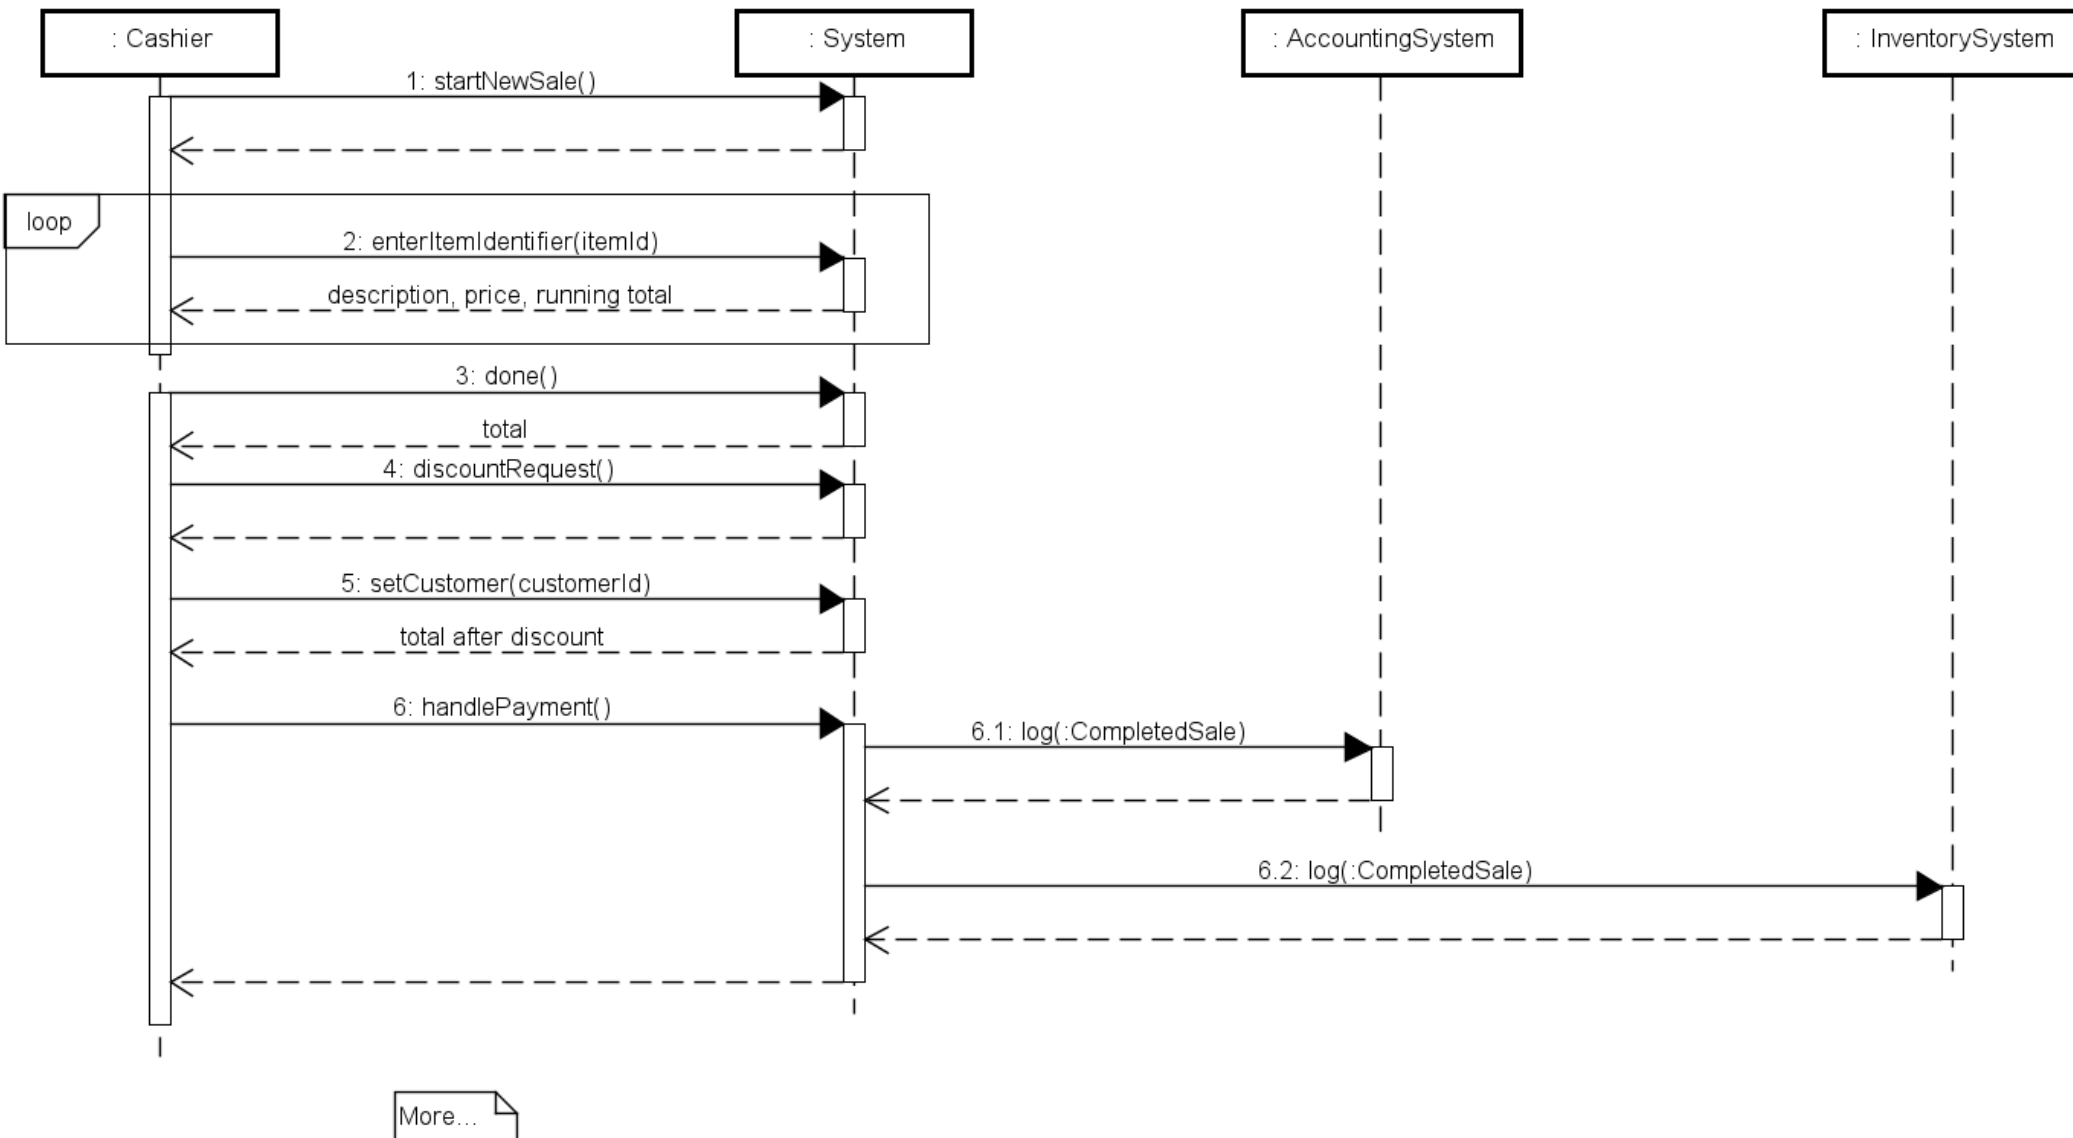 : Cashier
: System
: AccountingSystem
: InventorySystem
1: startNewSale()
loop
2: enterItemIdentifier(itemId)
description, price, running total
3: done()
total
4: discountRequest()
5: setCustomer(customerId)
total after discount
6: handlePayment()
6.1: log(:CompletedSale)
6.2: log(:CompletedSale)
More...